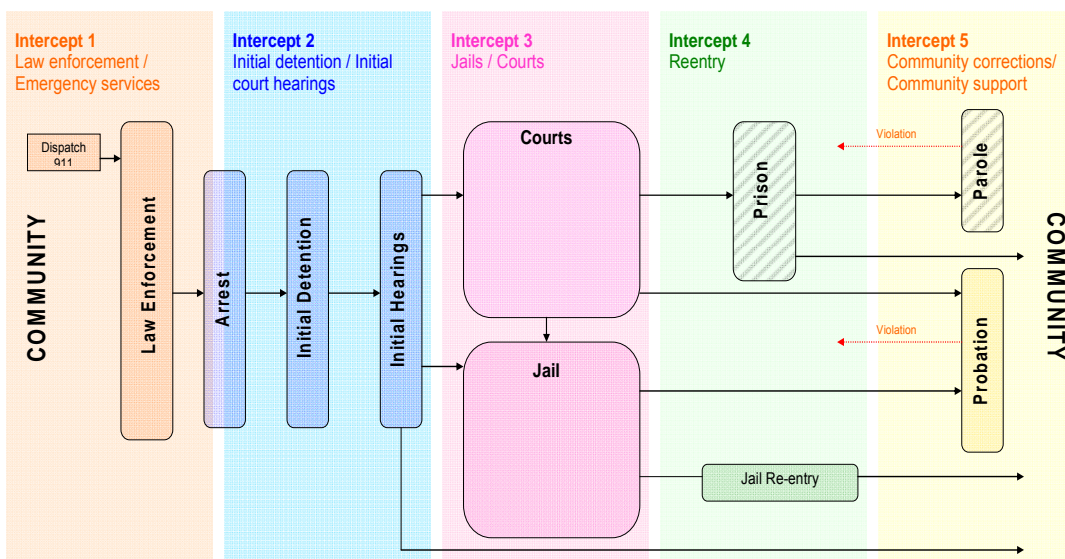 Intercept 1
Law enforcement /
Emergency services
Intercept 2
Initial detention / Initial
court hearings
Intercept 3
Jails / Courts
Intercept 4
Reentry
Intercept 5
Community corrections/
Community support
Dispatch
911
COMMUNITY
Law Enforcement
Arrest
Initial Detention
Initial Hearings
Courts
Jail
Prison
Violation
Parole
Violation
Probation
Jail Re-entry
COMMUNITY